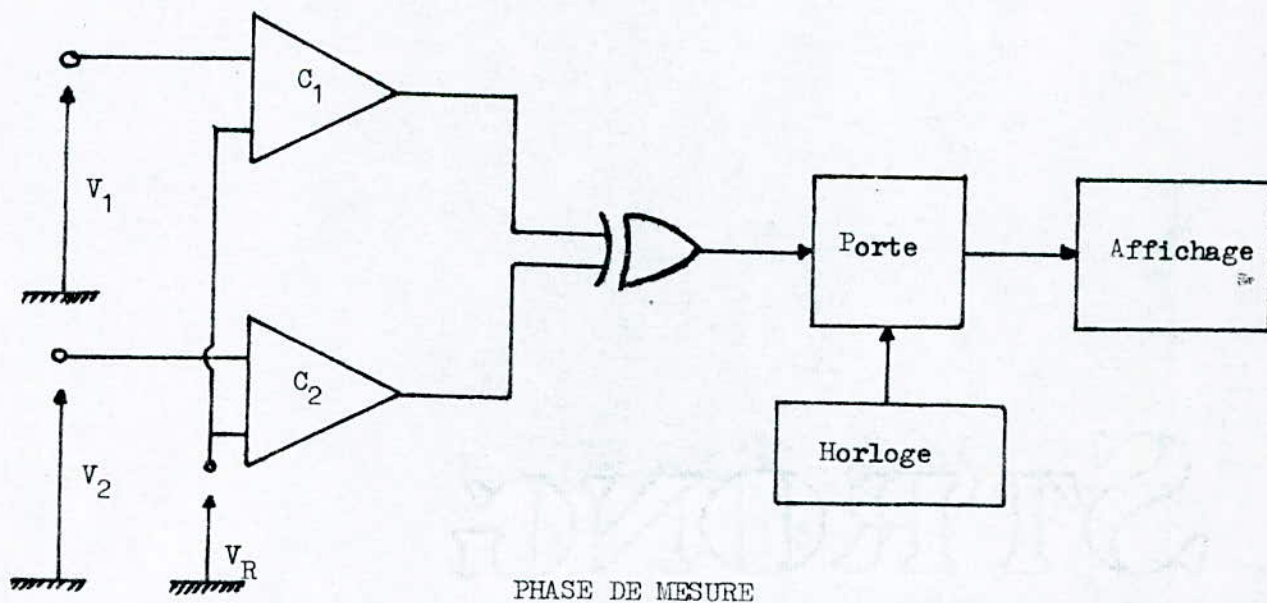 C1
V1
Porte
Affichage
C2
V2
Horloge
VR
PHASE DE MESURE